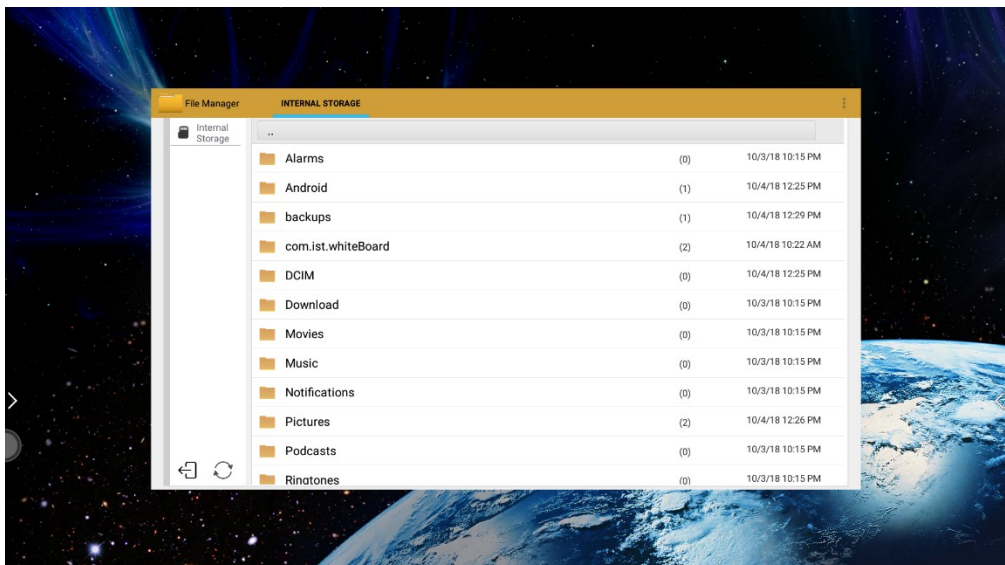 File Manager INTERNAL STORAGE
Internal
Storage
..
Alarms (0) 10/3/18 10:15 PM
Android (1) 10/4/18 12:25 PM
backups (1) 10/4/18 12:29 PM
com.ist.whiteBoard (2) 10/4/18 10:22 AM
DCIM (0) 10/4/18 12:25 PM
Download (0) 10/3/18 10:15 PM
Movies (0) 10/3/18 10:15 PM
Music (0) 10/3/18 10:15 PM
Notifications (0) 10/3/18 10:15 PM
Pictures (2) 10/4/18 12:26 PM
Podcasts (0) 10/3/18 10:15 PM
Ringtones (0) 10/3/18 10:15 PM